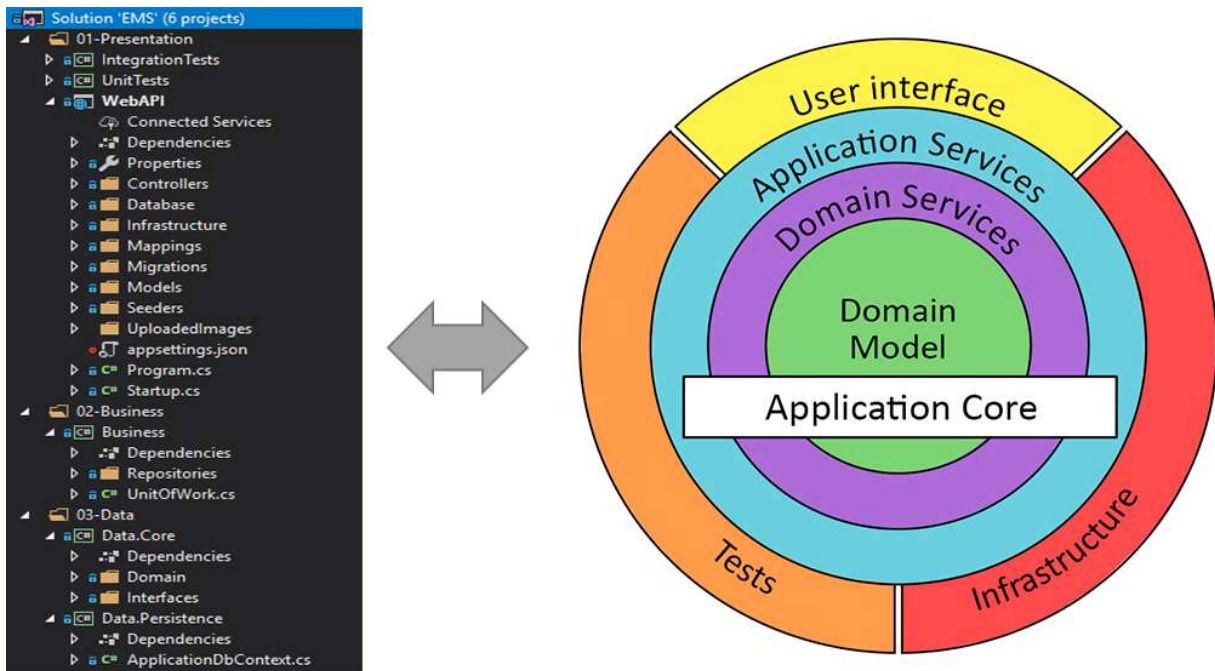 Solution 'EMS' (6 projects)
01-Presentation
C# IntegrationTests
C# UnitTests
WebAPI
Connected Services
Dependencies
Properties
Controllers
Database
Infrastructure
Mappings
Migrations
Models
Seeders
UploadedImages
appsettings.json
C# Program.cs
C# Startup.cs
02-Business
C# Business
Dependencies
Repositories
C# UnitOfWork.cs
03-Data
C# Data.Core
Dependencies
Domain
Interfaces
C# Data.Persistence
Dependencies
C# ApplicationDbContext.cs
User interface
Application Services
Domain Services
Domain
Model
Application Core
Tests
Infrastructure